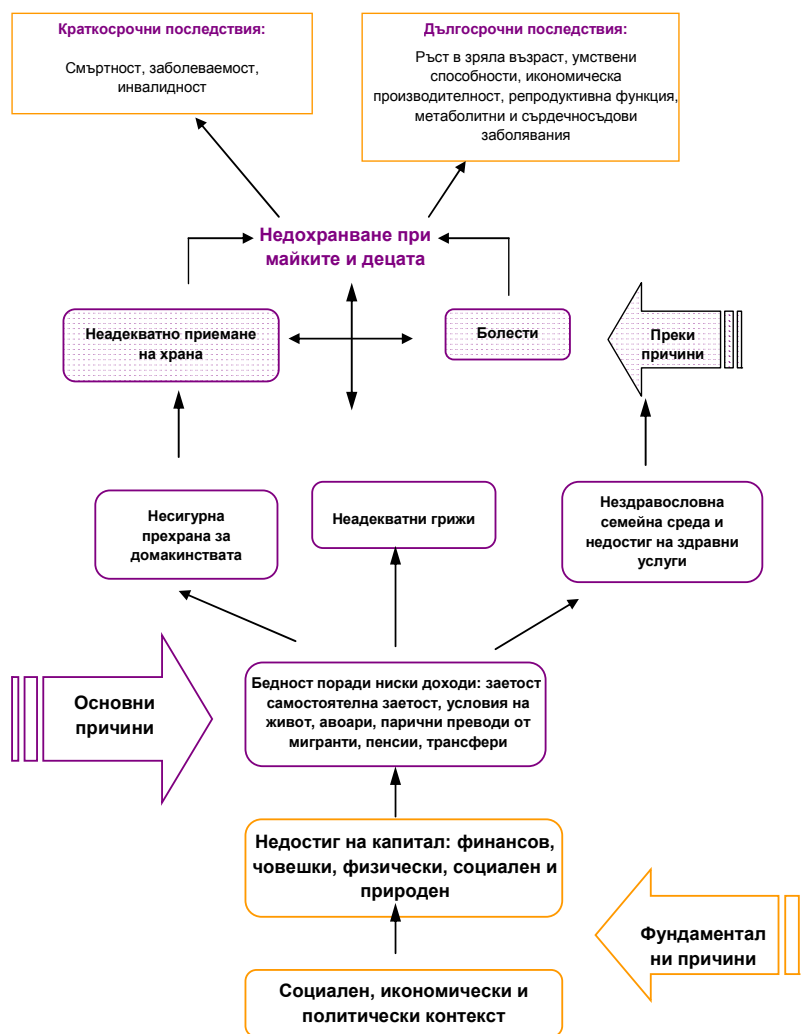 Краткосрочни последствия:
Смъртност, заболеваемост,
инвалидност
Дългосрочни последствия:
Ръст в зряла възраст, умствени
способности, икономическа
производителност, репродуктивна функция,
метаболитни и сърдечносъдови
заболявания
Недохранване при
майките и децата
Неадекватно приемане
на храна
Болести
Преки
причини
Несигурна
прехрана за
домакинствата
Неадекватни грижи
Нездравословна
семейна среда и
недостиг на здравни
услуги
Основни
причини
Бедност поради ниски доходи: заетост
самостоятелна заетост, условия на
живот, авоари, парични преводи от
мигранти, пенсии, трансфери
Недостиг на капитал: финансов,
човешки, физически, социален и
природен
Фундаментал
ни причини
Социален, икономически и
политически контекст